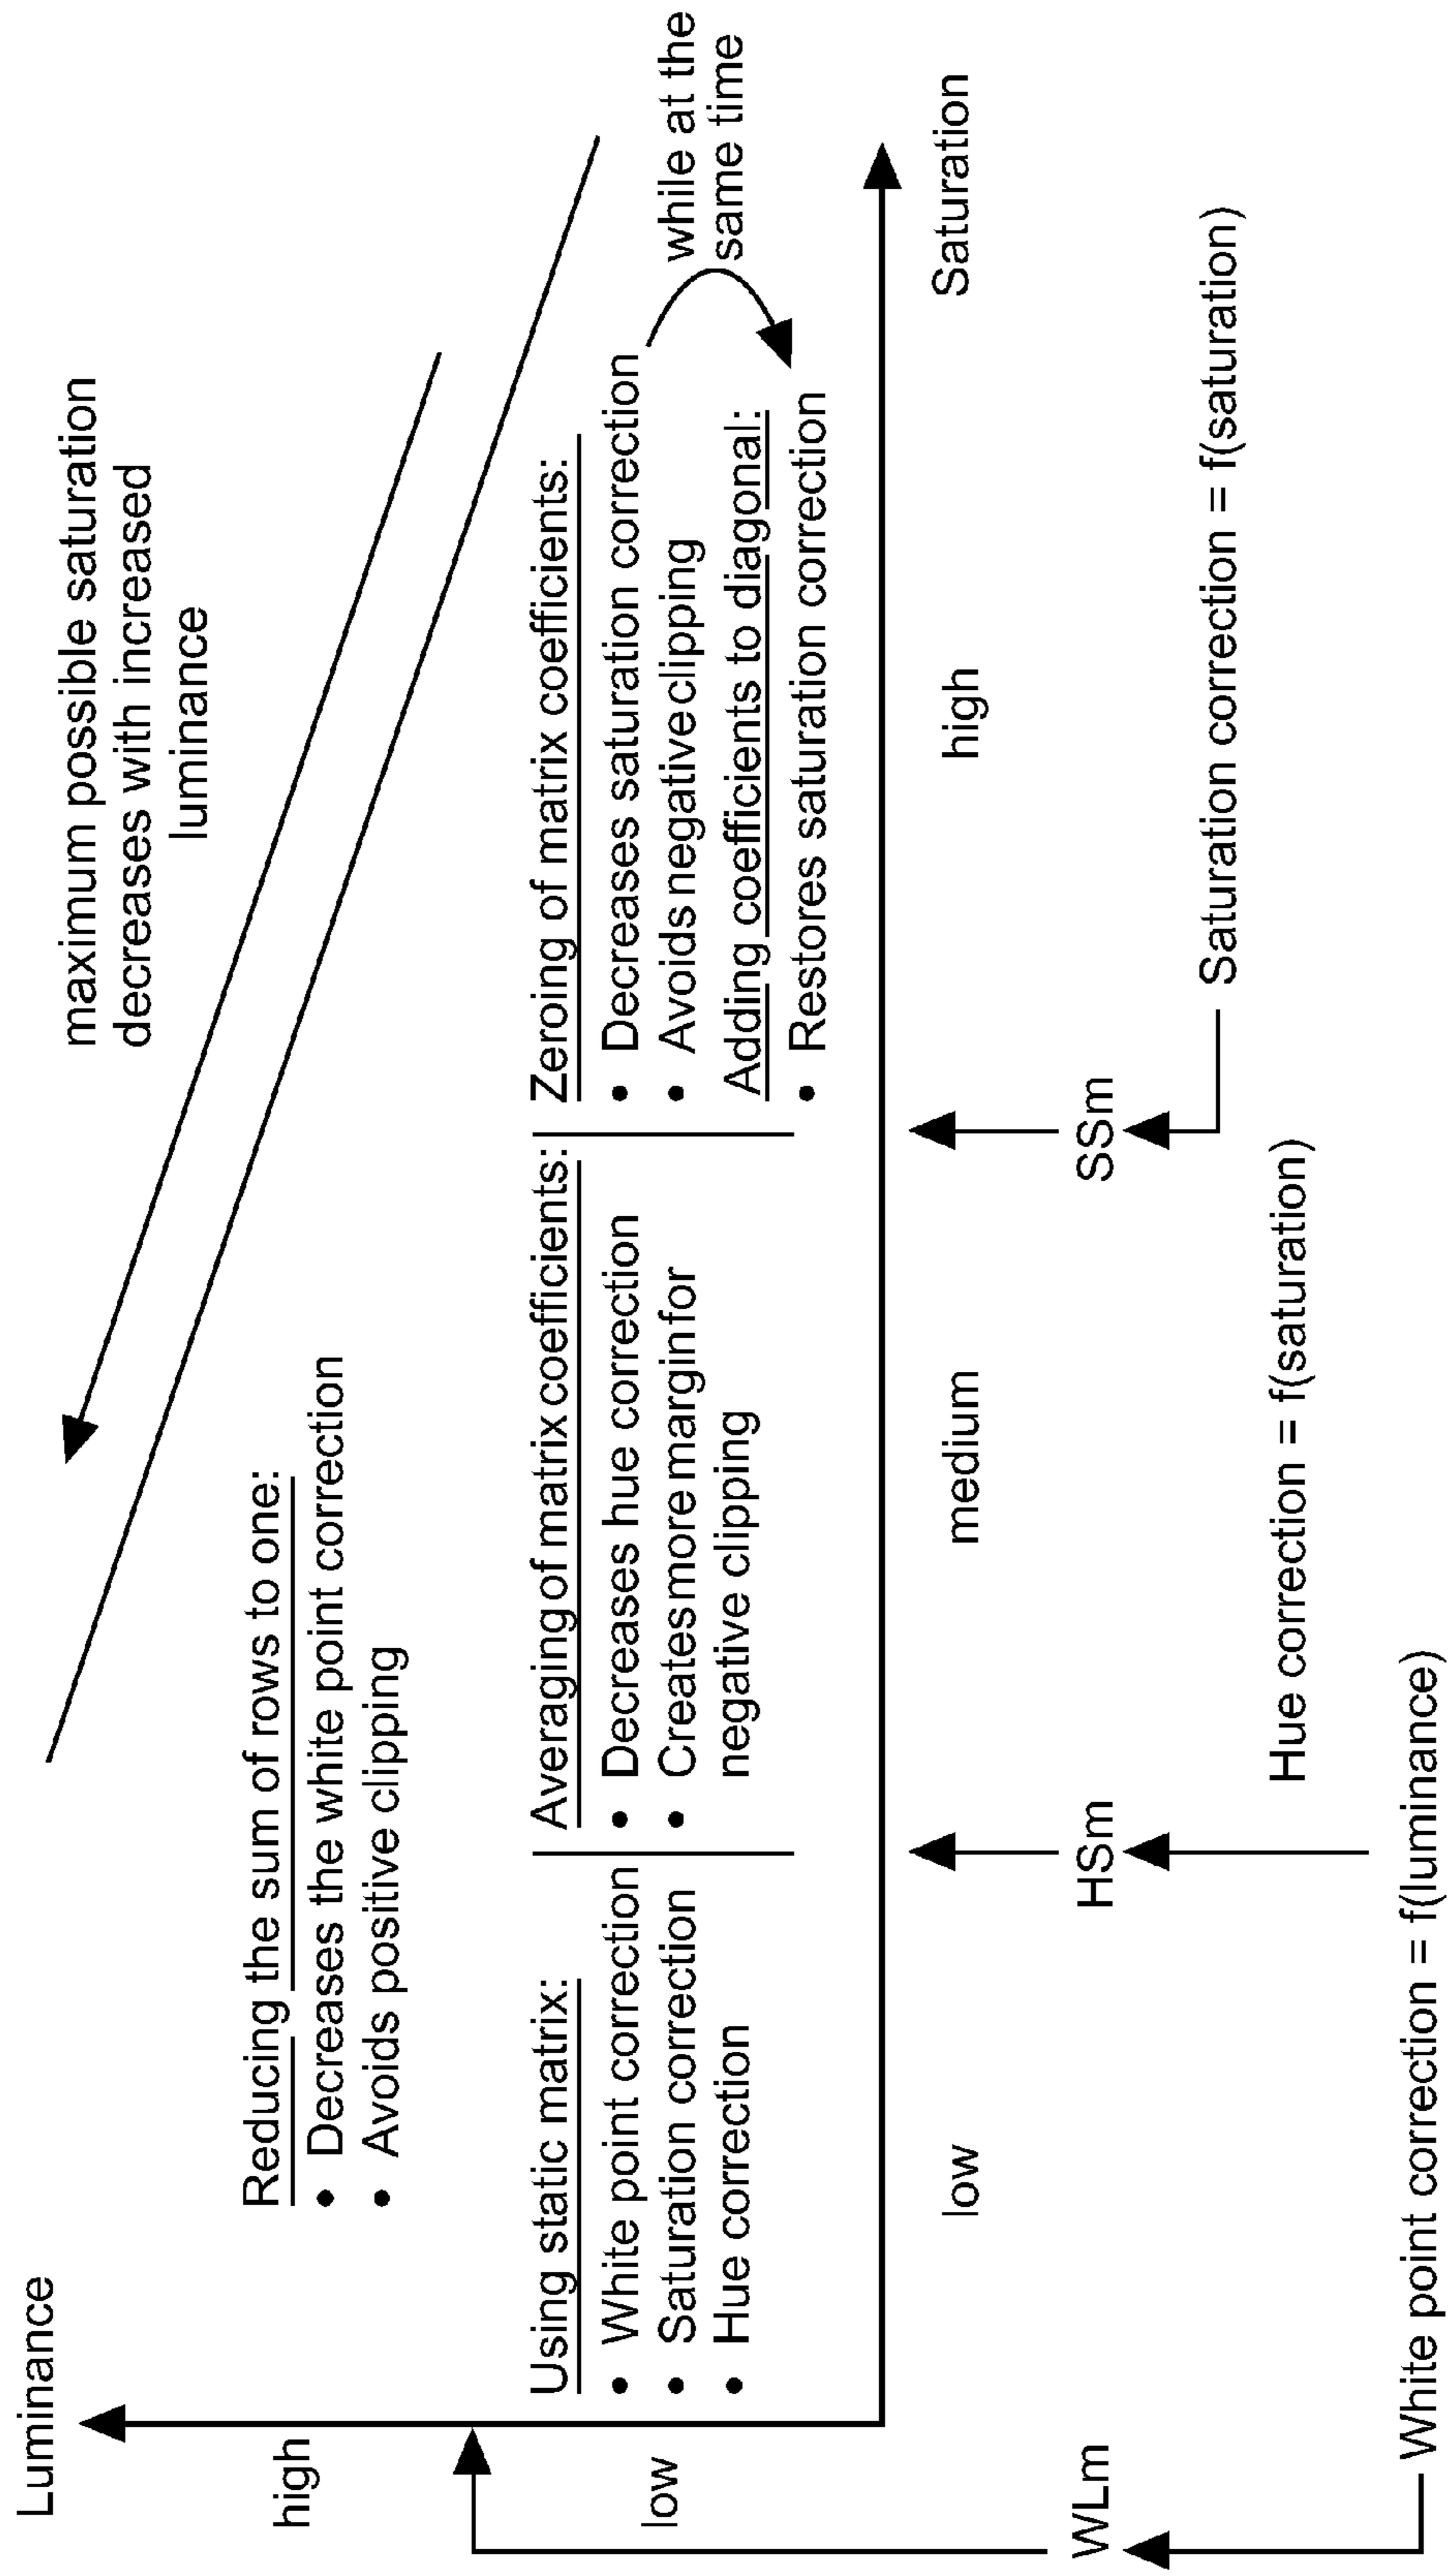 Luminance
maximum possible saturation
decreases with increased
luminance
high
Reducing the sum of rows to one:
• Decreases the white point correction
• Avoids positive clipping
low
Using static matrix:
• White point correction
• Saturation correction
• Hue correction
Averaging of matrix coefficients:
• Decreases hue correction
• Creates more margin for
negative clipping
Zeroing of matrix coefficients:
• Decreases saturation correction
• Avoids negative clipping
Adding coefficients to diagonal:
• Restores saturation correction
while at the
same time
low
medium
high
Saturation
WLm
HSm
SSm
Saturation correction = f(saturation)
Hue correction = f(saturation)
White point correction = f(luminance)